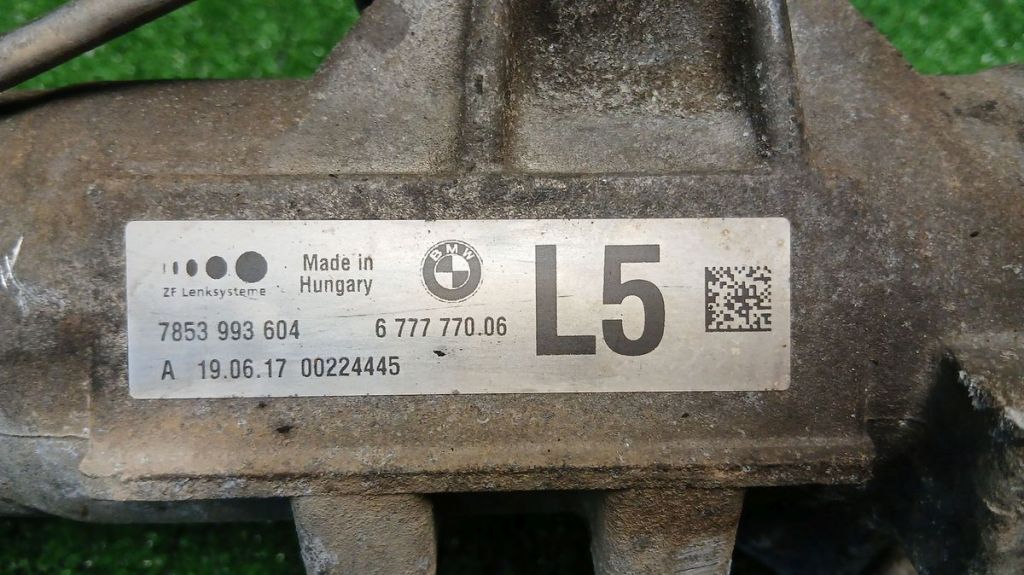 ZF Lenksysteme
Made in
Hungary
BMW
L5
7853 993 604
6 777 770.06
A 19.06.17 00224445